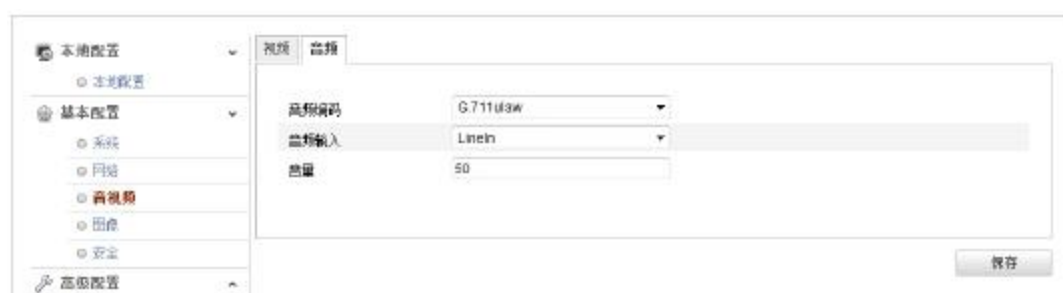 本地配置
本地配置
基本配置
系统
网络
音视频
图像
安全
高级配置
视频 音频
音频编码 G.711ulaw
音频输入 LineIn
音量 50
保存